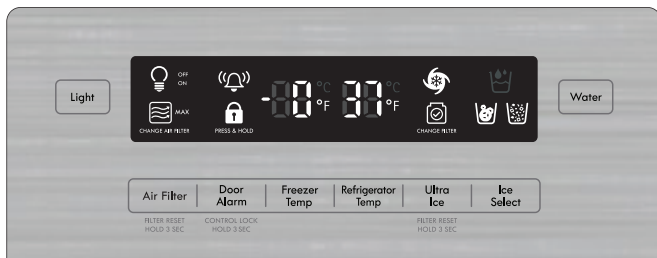 Light
OFF
ON
MAX
CHANGE AIR FILTER
PRESS & HOLD
-0 °C °F
37 °C °F
CHANGE FILTER
Water
Air Filter
Door Alarm
Freezer Temp
Refrigerator Temp
Ultra Ice
Ice Select
FILTER RESET
HOLD 3 SEC
CONTROL LOCK
HOLD 3 SEC
FILTER RESET
HOLD 3 SEC